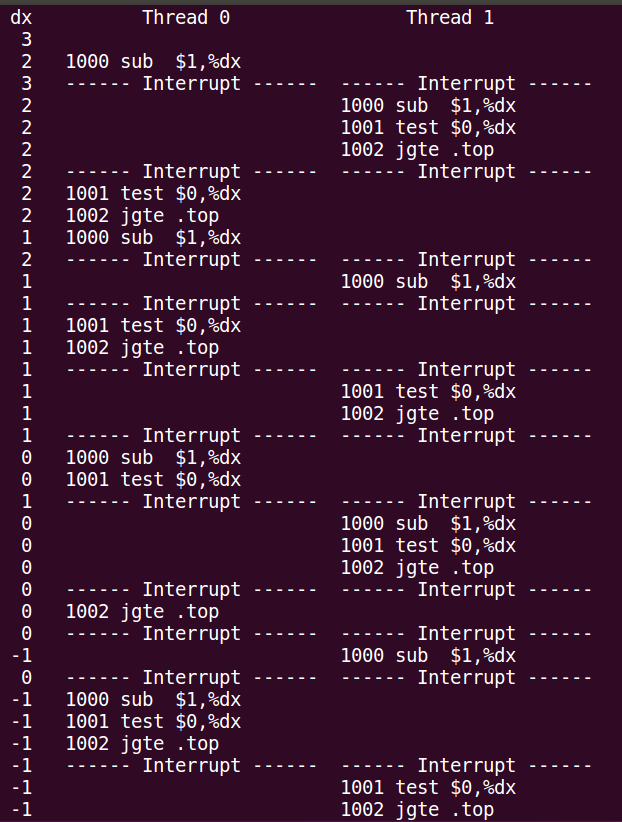 dx          Thread 0                Thread 1
 3
 2   1000 sub  $1,%dx
 3   ------ Interrupt ------  ------ Interrupt ------
 2                            1000 sub  $1,%dx
 2                            1001 test $0,%dx
 2                            1002 jgte .top
 2   ------ Interrupt ------  ------ Interrupt ------
 2   1001 test $0,%dx
 2   1002 jgte .top
 1   1000 sub  $1,%dx
 2   ------ Interrupt ------  ------ Interrupt ------
 1                            1000 sub  $1,%dx
 1   ------ Interrupt ------  ------ Interrupt ------
 1   1001 test $0,%dx
 1   1002 jgte .top
 1   ------ Interrupt ------  ------ Interrupt ------
 1                            1001 test $0,%dx
 1                            1002 jgte .top
 1   ------ Interrupt ------  ------ Interrupt ------
 0   1000 sub  $1,%dx
 0   1001 test $0,%dx
 1   ------ Interrupt ------  ------ Interrupt ------
 0                            1000 sub  $1,%dx
 0                            1001 test $0,%dx
 0                            1002 jgte .top
 0   ------ Interrupt ------  ------ Interrupt ------
 0   1002 jgte .top
 0   ------ Interrupt ------  ------ Interrupt ------
-1                            1000 sub  $1,%dx
 0   ------ Interrupt ------  ------ Interrupt ------
-1   1000 sub  $1,%dx
-1   1001 test $0,%dx
-1   1002 jgte .top
-1   ------ Interrupt ------  ------ Interrupt ------
-1                            1001 test $0,%dx
-1                            1002 jgte .top